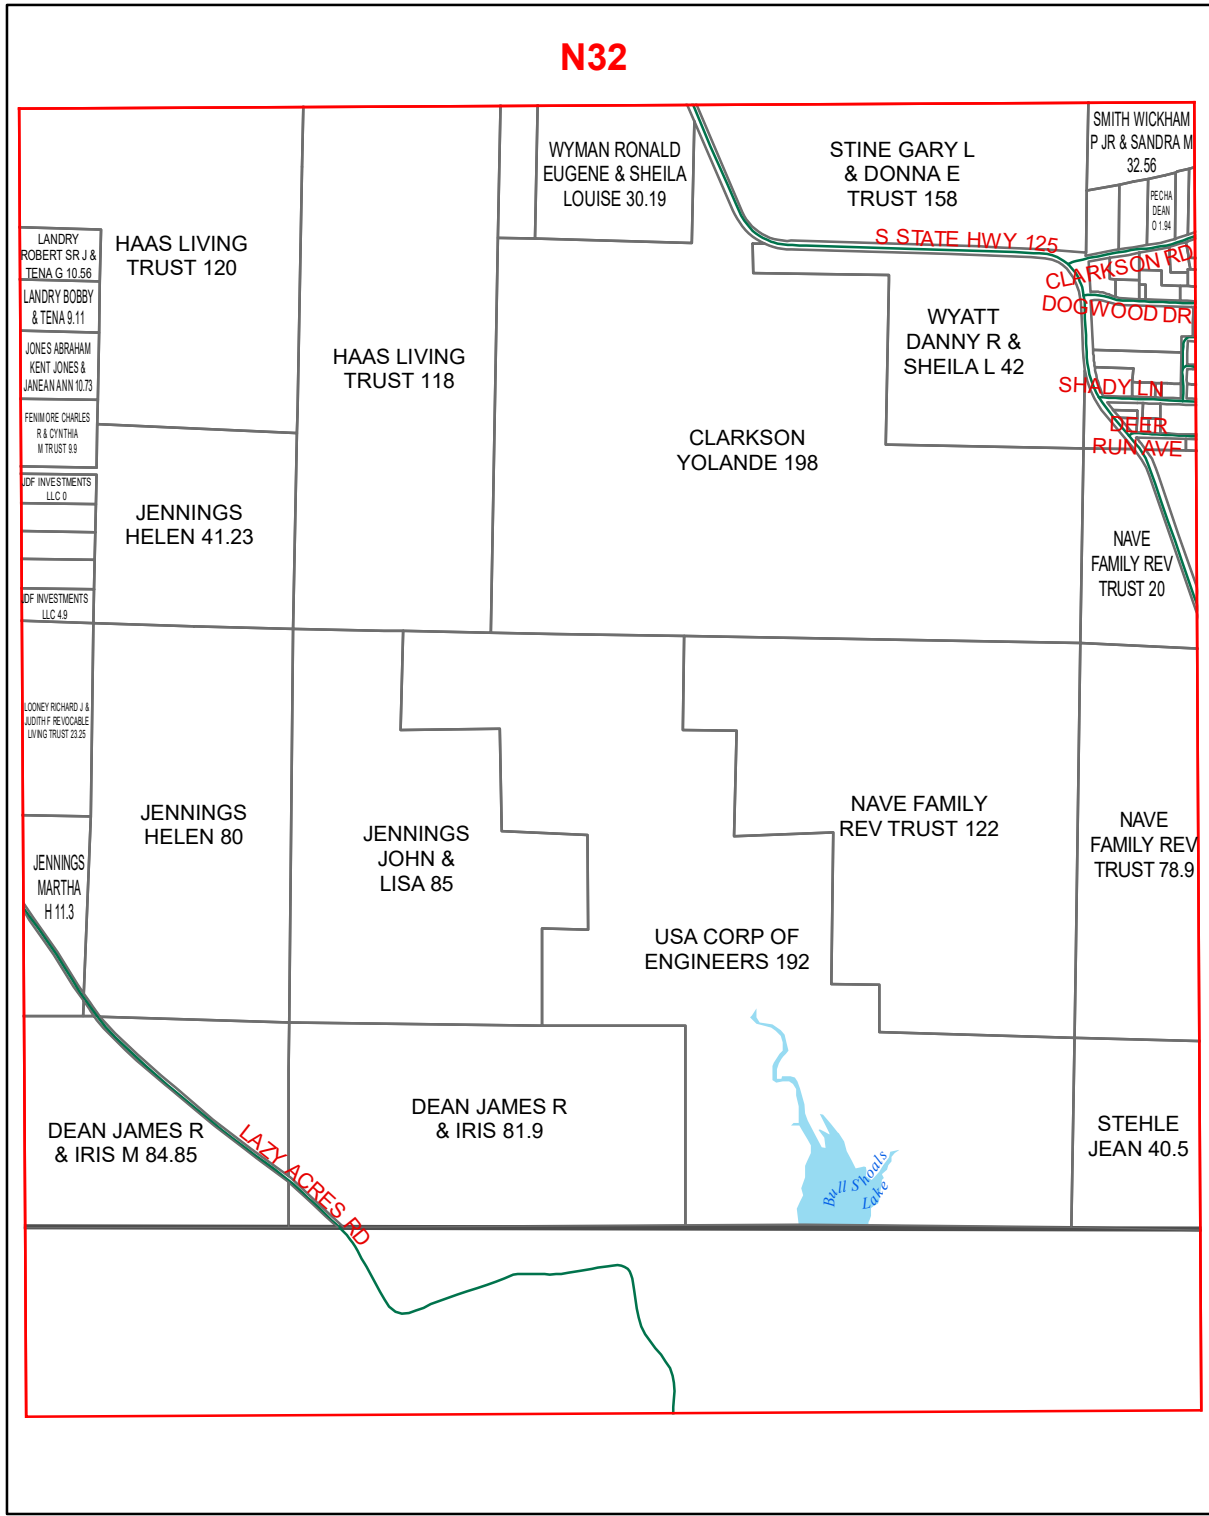 N32
SMITH WICKHAM
P JR & SANDRA M
32.56
WYMAN RONALD
EUGENE & SHEILA
LOUISE 30.19
STINE GARY L
& DONNA E
TRUST 158
PECHA
DEAN
O 1.94
LANDRY
ROBERT SR J &
TENA G 10.56
HAAS LIVING
TRUST 120
S STATE HWY 125
CLARKSON RD
DOGWOOD DR
LANDRY BOBBY
& TENA 9.11
WYATT
DANNY R &
SHEILA L 42
JONES ABRAHAM
KENT JONES &
JANEAN ANN 10.73
HAAS LIVING
TRUST 118
SHADY LN
FENIMORE CHARLES
R & CYNTHIA
M TRUST 9.9
CLARKSON
YOLANDE 198
DEER
RUN AVE
JDF INVESTMENTS
LLC 0
JENNINGS
HELEN 41.23
NAVE
FAMILY REV
TRUST 20
JDF INVESTMENTS
LLC 4.9
LOONEY RICHARD J &
JUDITH F REVOCABLE
LIVING TRUST 23.25
JENNINGS
HELEN 80
JENNINGS
JOHN &
LISA 85
NAVE FAMILY
REV TRUST 122
NAVE
FAMILY REV
TRUST 78.9
JENNINGS
MARTHA
H 11.3
USA CORP OF
ENGINEERS 192
DEAN JAMES R
& IRIS M 84.85
LAZY ACRES RD
DEAN JAMES R
& IRIS 81.9
Bull Shoals
Lake
STEHLE
JEAN 40.5